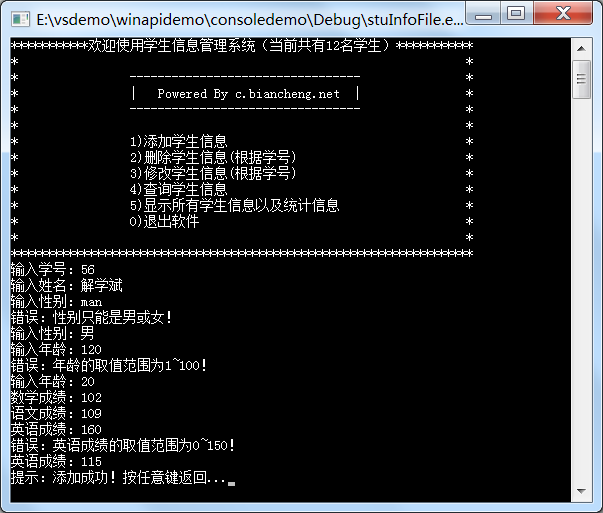 E:\vsdemo\winapidemo\consoledemo\Debug\stuInfoFile.e...
***********欢迎使用学生信息管理系统(当前共有12名学生)***********
* *
* --------------------------------- *
* | Powered By c.biancheng.net | *
* --------------------------------- *
* *
* 1)添加学生信息 *
* 2)删除学生信息(根据学号) *
* 3)修改学生信息(根据学号) *
* 4)查询学生信息 *
* 5)显示所有学生信息以及统计信息 *
* 0)退出软件 *
* *
******************************************************************
输入学号:56
输入姓名:解学斌
输入性别:man
错误:性别只能是男或女!
输入性别:男
输入年龄:120
错误:年龄的取值范围为1~100!
输入年龄:20
数学成绩:102
语文成绩:109
英语成绩:160
错误:英语成绩的取值范围为0~150!
英语成绩:115
提示:添加成功!按任意键返回..._